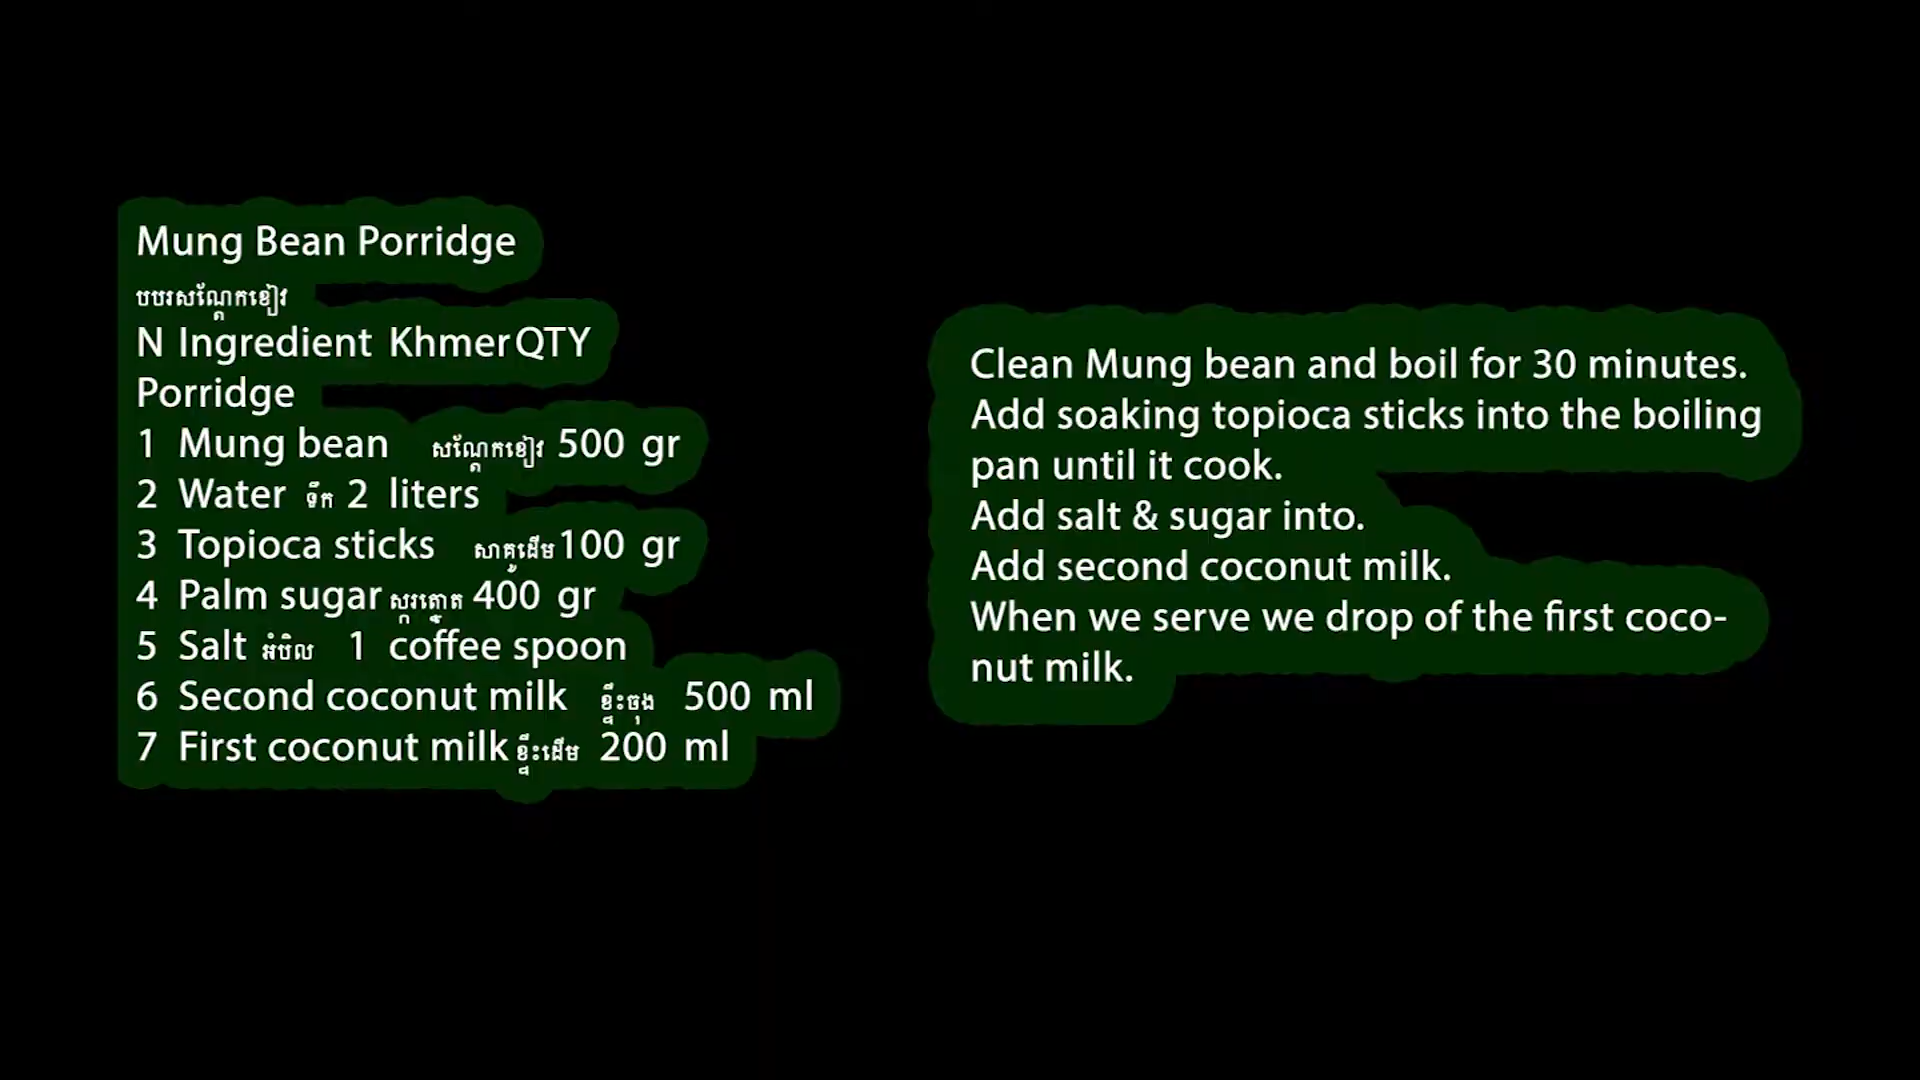 Mung Bean Porridge
បបរសណ្តែកខៀវ
N Ingredient Khmer QTY
Porridge
1 Mung bean សណ្តែកខៀវ 500 gr
2 Water ទឹក 2 liters
3 Topioca sticks សាគូដើម 100 gr
4 Palm sugar ស្ករត្នោត 400 gr
5 Salt អំបិល 1 coffee spoon
6 Second coconut milk ខ្ទិះចុង 500 ml
7 First coconut milk ខ្ទិះដើម 200 ml
Clean Mung bean and boil for 30 minutes.
Add soaking topioca sticks into the boiling
pan until it cook.
Add salt & sugar into.
Add second coconut milk.
When we serve we drop of the first coco-
nut milk.